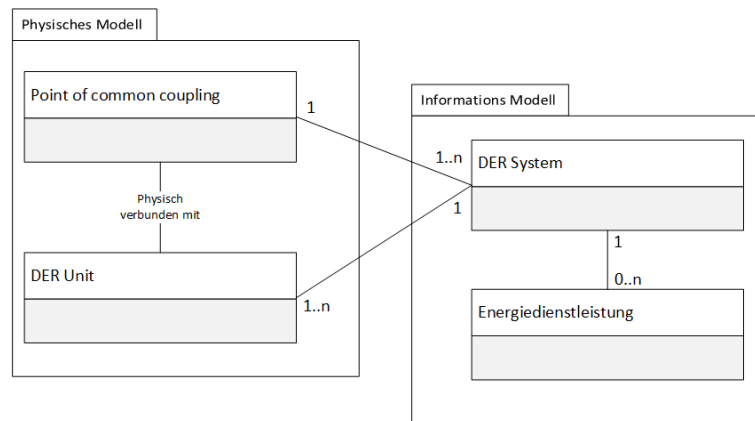 Physisches Modell
Point of common coupling
1
Informations Modell
1..n
DER System
Physisch
verbunden mit
1
DER Unit
1
1..n
0..n
Energiedienstleistung